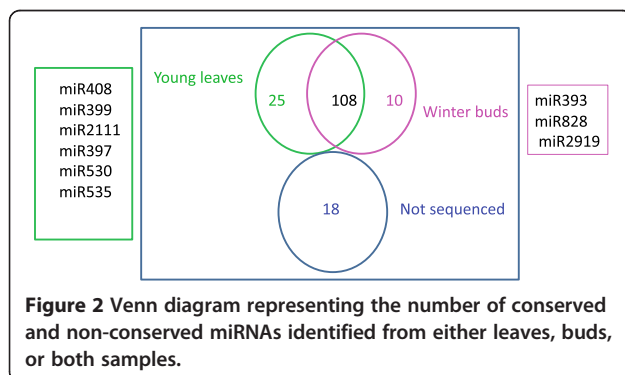 miR408
miR399
miR2111
miR397
miR530
miR535
Young leaves
25
108
10
Winter buds
18
Not sequenced
miR393
miR828
miR2919
Figure 2 Venn diagram representing the number of conserved
and non-conserved miRNAs identified from either leaves, buds,
or both samples.